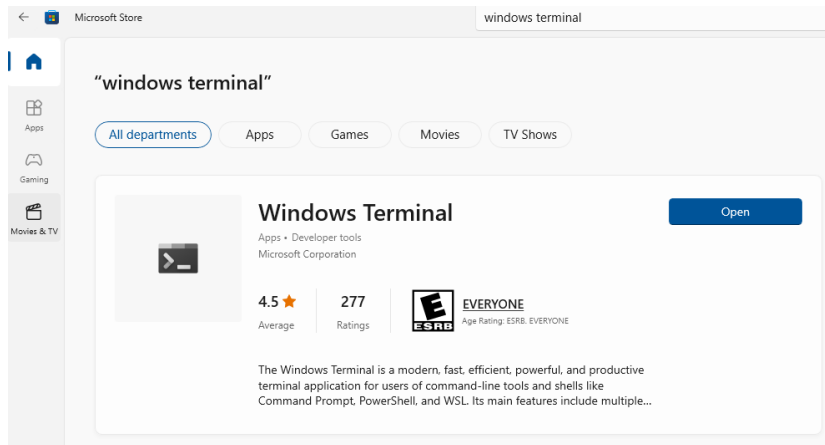 Microsoft Store
windows terminal
Apps
Gaming
Movies & TV
“windows terminal”
All departments
Apps
Games
Movies
TV Shows
Windows Terminal
Open
Apps • Developer tools
Microsoft Corporation
4.5
277
Average
Ratings
E
ESRB
EVERYONE
Age Rating: ESRB. EVERYONE
The Windows Terminal is a modern, fast, efficient, powerful, and productive
terminal application for users of command-line tools and shells like
Command Prompt, PowerShell, and WSL. Its main features include multiple...